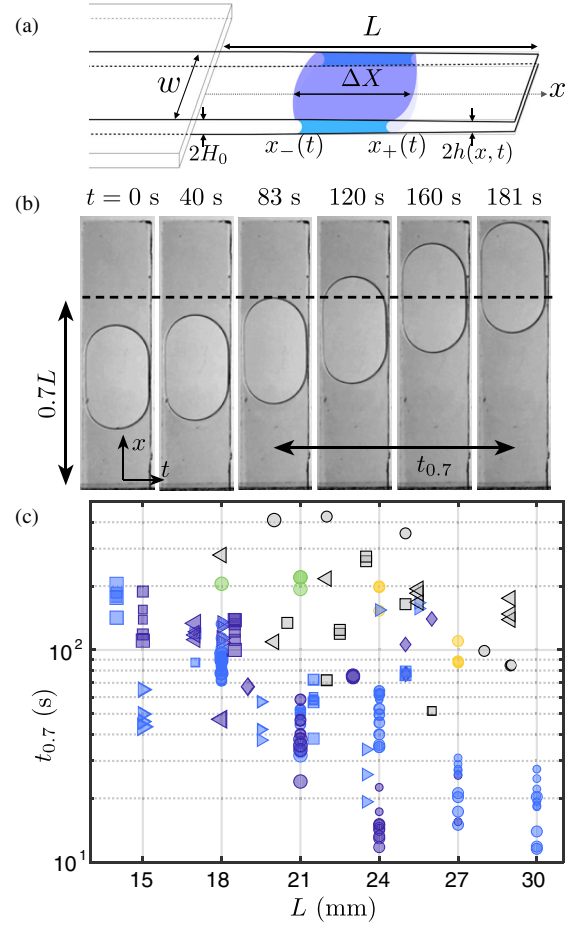 (a)
L
w
ΔX
x
2H₀
x₋(t)
x₊(t)
2h(x, t)
(b)
t = 0 s 40 s 83 s 120 s 160 s 181 s
0.7L
x
t
t₀.₇
(c)
t₀.₇ (s)
10²
10¹
15 18 21 24 27 30
L (mm)